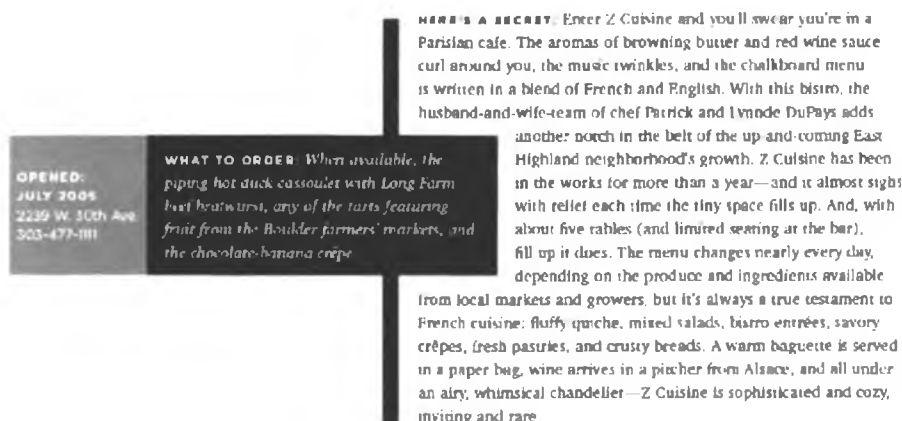 HERE'S A SECRET: Enter Z Cuisine and you'll swear you're in a
Parisian cafe. The aromas of browning butter and red wine sauce
curl around you, the music twinkles, and the chalkboard menu
is written in a blend of French and English. With this bistro, the
husband-and-wife-team of chef Patrick and Lynnde DuPays adds
another notch in the belt of the up-and-coming East
Highland neighborhood's growth. Z Cuisine has been
in the works for more than a year—and it almost sighs
with relief each time the tiny space fills up. And, with
about five tables (and limited seating at the bar),
fill up it does. The menu changes nearly every day,
depending on the produce and ingredients available
from local markets and growers, but it's always a true testament to
French cuisine: fluffy quiche, mixed salads, bistro entrées, savory
crêpes, fresh pastries, and crusty breads. A warm baguette is served
in a paper bag, wine arrives in a pitcher from Alsace, and all under
an airy, whimsical chandelier—Z Cuisine is sophisticated and cozy,
inviting and rare
OPENED:
JULY 2005
2239 W. 30th Ave
303-477-1111
WHAT TO ORDER: When available, the
piping hot duck cassoulet with Long Farm
bratwurst, any of the tarts featuring
fruit from the Boulder farmers' markets, and
the chocolate-banana crêpe